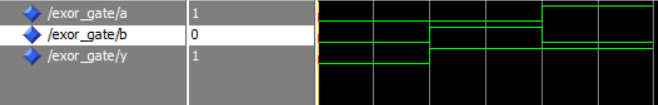 /exor_gate/a 1
/exor_gate/b 0
/exor_gate/y 1